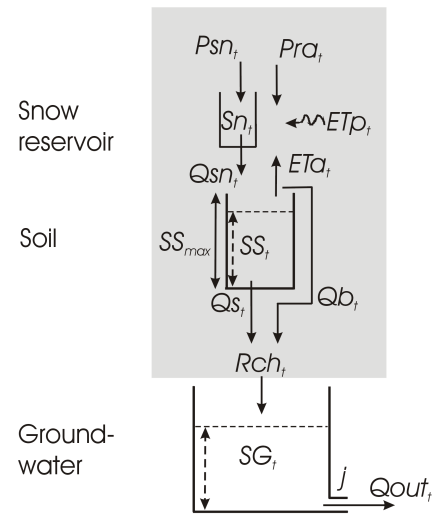 Psn_t Pra_t
Snow
reservoir
Sn_t ETp_t
Qsn_t ETa_t
Soil
SS_max SS_t
Qs_t Qb_t
Rch_t
Ground-
water
SG_t j Qout_t